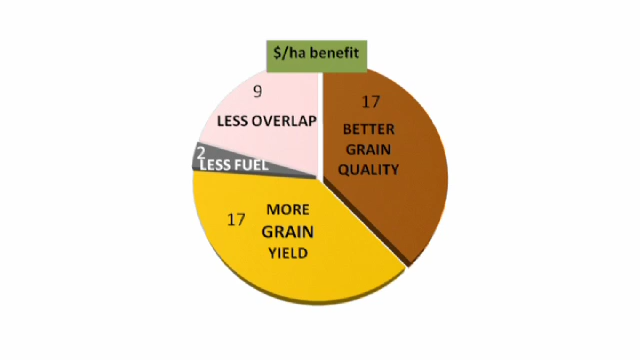 $/ha benefit
9
LESS OVERLAP
17
BETTER
GRAIN
QUALITY
2
LESS FUEL
17
MORE
GRAIN
YIELD